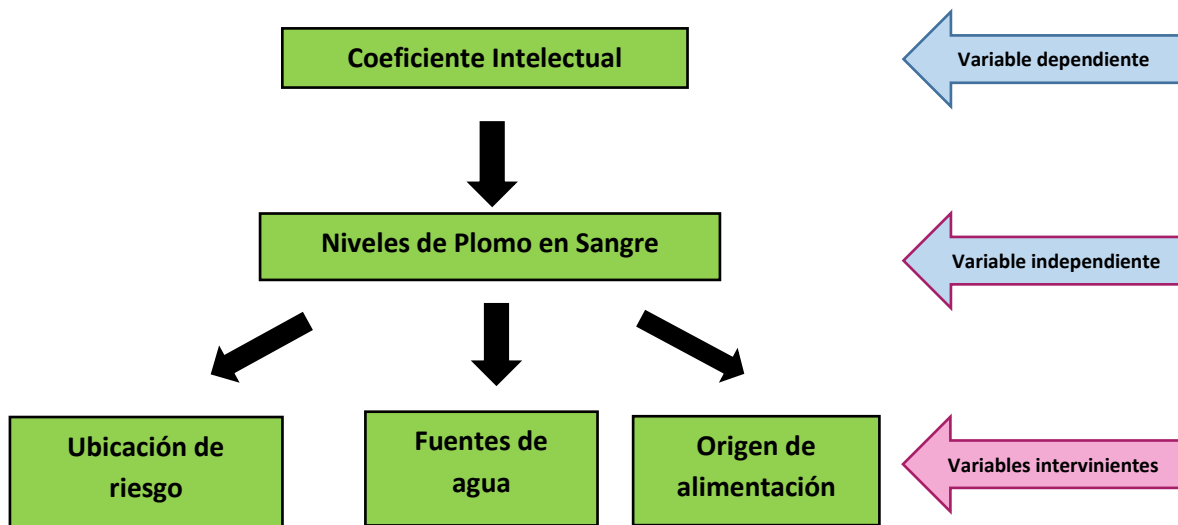 Coeficiente Intelectual
Variable dependiente
Niveles de Plomo en Sangre
Variable independiente
Ubicación de
riesgo
Fuentes de
agua
Origen de
alimentación
Variables intervinientes